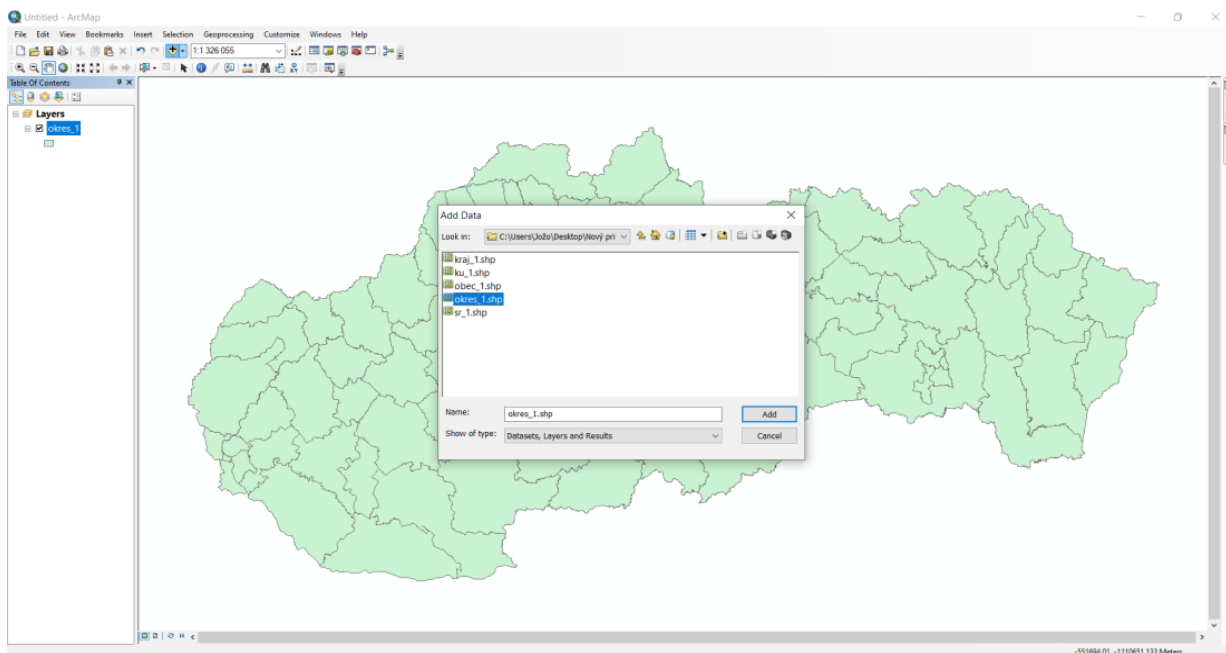 Untitled - ArcMap
File Edit View Bookmarks Insert Selection Geoprocessing Customize Windows Help
1:1 326 055
Table Of Contents
Layers
okres_1
Add Data
Look in: C:\Users\Jožo\Desktop\Nový pri
kraj_1.shp
ku_1.shp
obec_1.shp
okres_1.shp
sr_1.shp
Name: okres_1.shp
Add
Show of type: Datasets, Layers and Results
Cancel
-551694,01 -1110651,133 Meters